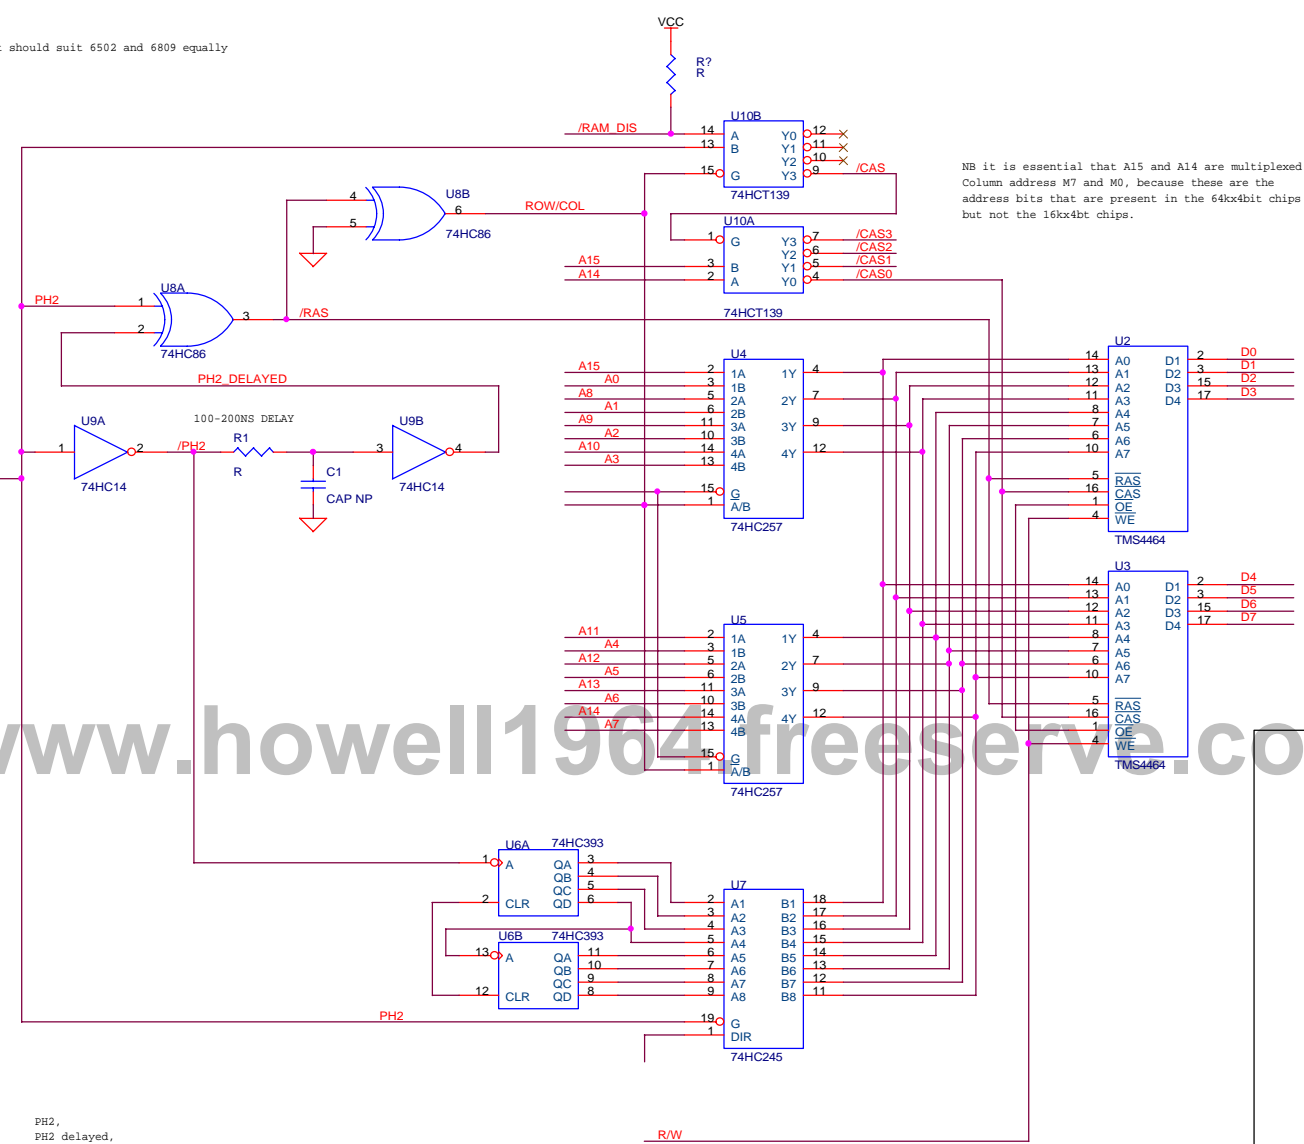 VCC
t should suit 6502 and 6809 equally
R?
R
U10B
/RAM_DIS 14 A Y0 12
13 B Y1 11
Y2 10
15 G Y3 9 /CAS
74HCT139
NB it is essential that A15 and A14 are multiplexed
Column address M7 and M0, because these are the
address bits that are present in the 64kx4bit chips
but not the 16kx4bt chips.
U8B
4
5
6
ROW/COL
74HC86
U10A
1 G Y3 7 /CAS3
Y2 6 /CAS2
A15 3 B Y1 5 /CAS1
A14 2 A Y0 4 /CAS0
74HCT139
U8A
PH2 1
2
3
/RAS
74HC86
PH2_DELAYED
U9A
1
2
/PH2
74HC14
100-200NS DELAY
R1
R
C1
CAP NP
U9B
3
4
74HC14
U4
A15 2 1A 1Y 4
A0 3 1B
A8 5 2A 2Y 7
A1 6 2B
A9 11 3A 3Y 9
A2 10 3B
A10 14 4A 4Y 12
A3 13 4B
15 G
1 A/B
74HC257
U2
14 A0 D1 2 D0
13 A1 D2 3 D1
12 A2 D3 15 D2
11 A3 D4 17 D3
8 A4
7 A5
6 A6
10 A7
5 RAS
16 CAS
1 OE
4 WE
TMS4464
U5
A11 2 1A 1Y 4
A4 3 1B
A12 5 2A 2Y 7
A5 6 2B
A13 11 3A 3Y 9
A6 10 3B
A14 14 4A 4Y 12
A7 13 4B
15 G
1 A/B
74HC257
U3
14 A0 D1 2 D4
13 A1 D2 3 D5
12 A2 D3 15 D6
11 A3 D4 17 D7
8 A4
7 A5
6 A6
10 A7
5 RAS
16 CAS
1 OE
4 WE
TMS4464
www.howell1964.freeserve.co
U6A 74HC393
1 A QA 3
QB 4
QC 5
2 CLR QD 6
U6B 74HC393
13 A QA 11
QB 10
QC 9
12 CLR QD 8
U7
2 A1 B1 18
3 A2 B2 17
4 A3 B3 16
5 A4 B4 15
6 A5 B5 14
7 A6 B6 13
8 A7 B7 12
9 A8 B8 11
PH2 19 G
1 DIR
74HC245
PH2,
PH2 delayed,
R/W